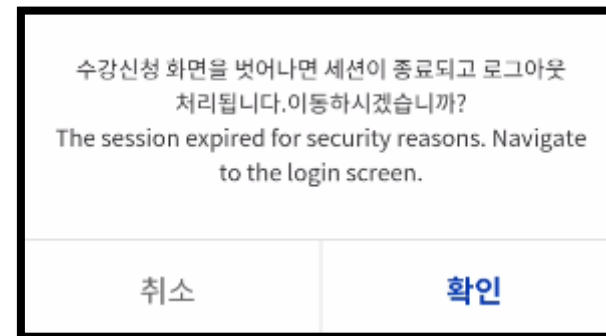 수강신청 화면을 벗어나면 세션이 종료되고 로그아웃
처리됩니다.이동하시겠습니까?
The session expired for security reasons. Navigate
to the login screen.
취소
확인